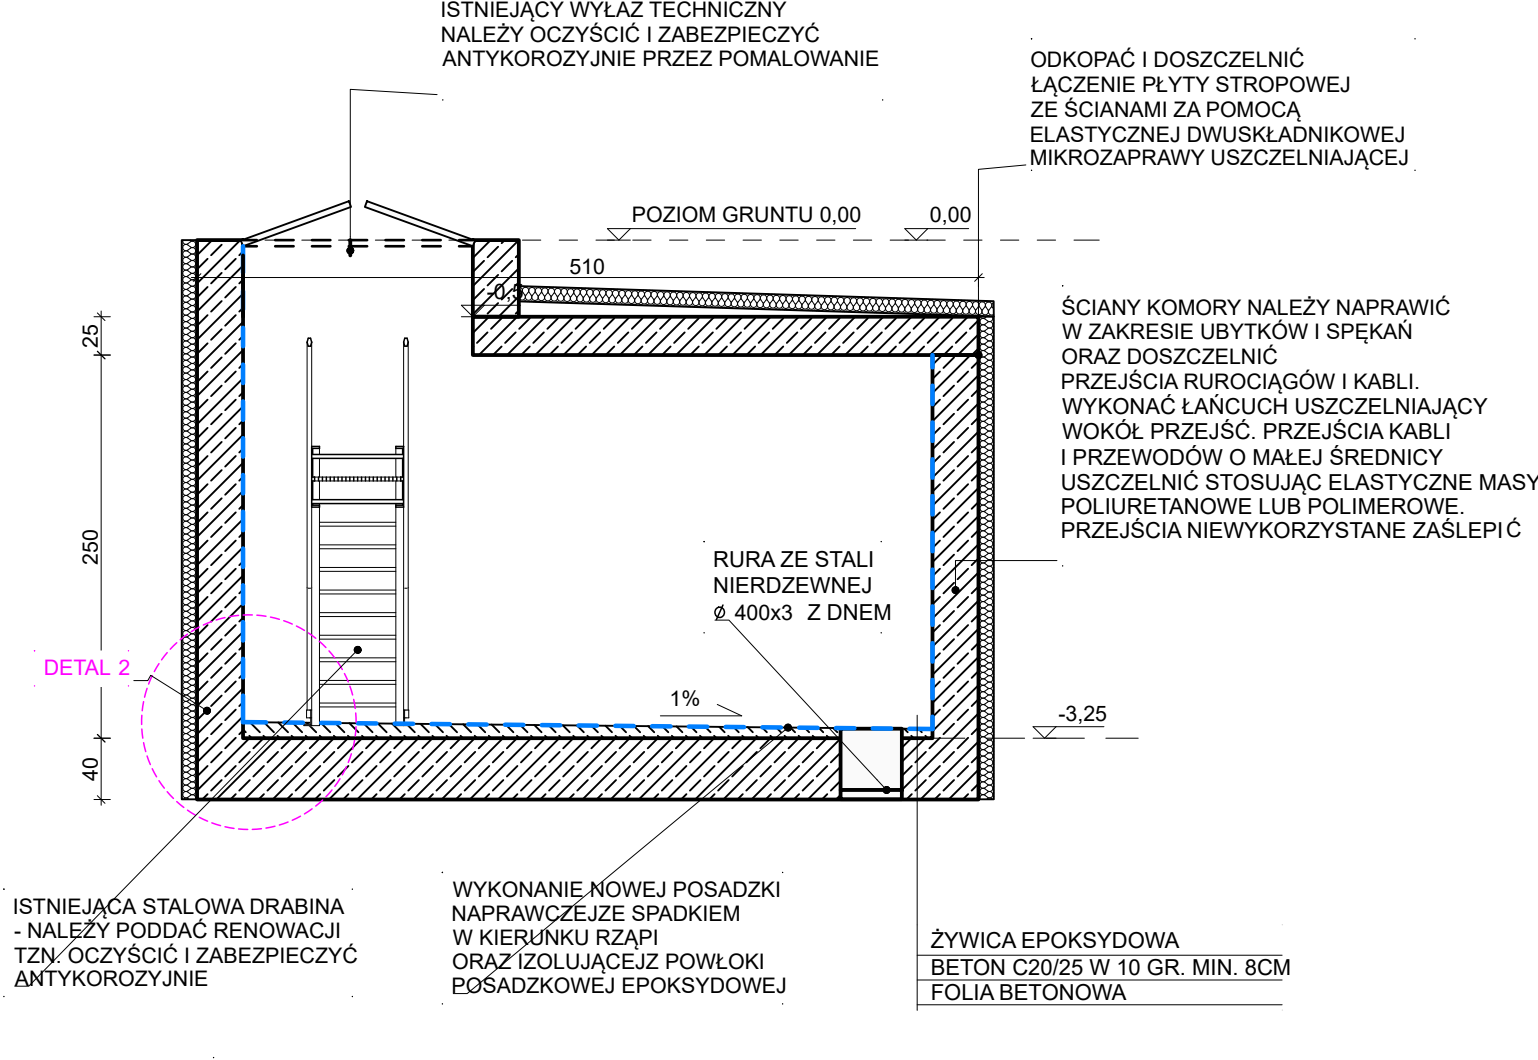 ISTNIEJĄCY WYŁAZ TECHNICZNY
NALEŻY OCZYŚCIĆ I ZABEZPIECZYĆ
ANTYKOROZYJNIE PRZEZ POMALOWANIE
ODKOPAĆ I DOSZCZELNIĆ
ŁĄCZENIE PŁYTY STROPOWEJ
ZE ŚCIANAMI ZA POMOCĄ
ELASTYCZNEJ DWUSKŁADNIKOWEJ
MIKROZAPRAWY USZCZELNIAJĄCEJ
POZIOM GRUNTU 0,00
0,00
510
-0,5
25
250
40
ŚCIANY KOMORY NALEŻY NAPRAWIĆ
W ZAKRESIE UBYTKÓW I SPĘKAŃ
ORAZ DOSZCZELNIĆ
PRZEJŚCIA RUROCIĄGÓW I KABLI.
WYKONAĆ ŁAŃCUCH USZCZELNIAJĄCY
WOKÓŁ PRZEJŚĆ. PRZEJŚCIA KABLI
I PRZEWODÓW O MAŁEJ ŚREDNICY
USZCZELNIĆ STOSUJĄC ELASTYCZNE MASY
POLIURETANOWE LUB POLIMEROWE.
PRZEJŚCIA NIEWYKORZYSTANE ZAŚLEPIĆ
RURA ZE STALI
NIERDZEWNEJ
ø 400x3 Z DNEM
DETAL 2
1%
-3,25
ISTNIEJĄCA STALOWA DRABINA
- NALEŻY PODDAĆ RENOWACJI
TZN. OCZYŚCIĆ I ZABEZPIECZYĆ
ANTYKOROZYJNIE
WYKONANIE NOWEJ POSADZKI
NAPRAWCZEJZE SPADKIEM
W KIERUNKU RZĄPI
ORAZ IZOLUJĄCEJZ POWŁOKI
POSADZKOWEJ EPOKSYDOWEJ
ŻYWICA EPOKSYDOWA
BETON C20/25 W 10 GR. MIN. 8CM
FOLIA BETONOWA